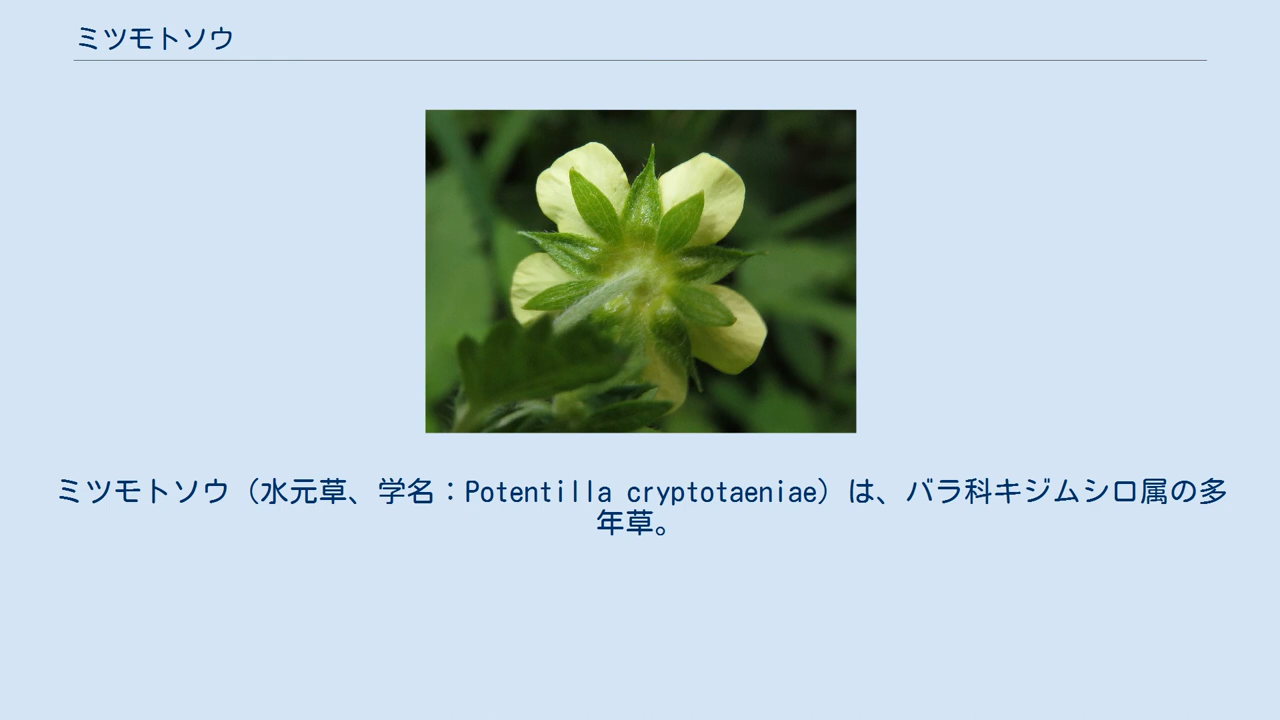 ミツモトソウ
ミツモトソウ（水元草、学名：Potentilla cryptotaeniae）は、バラ科キジムシロ属の多
年草。